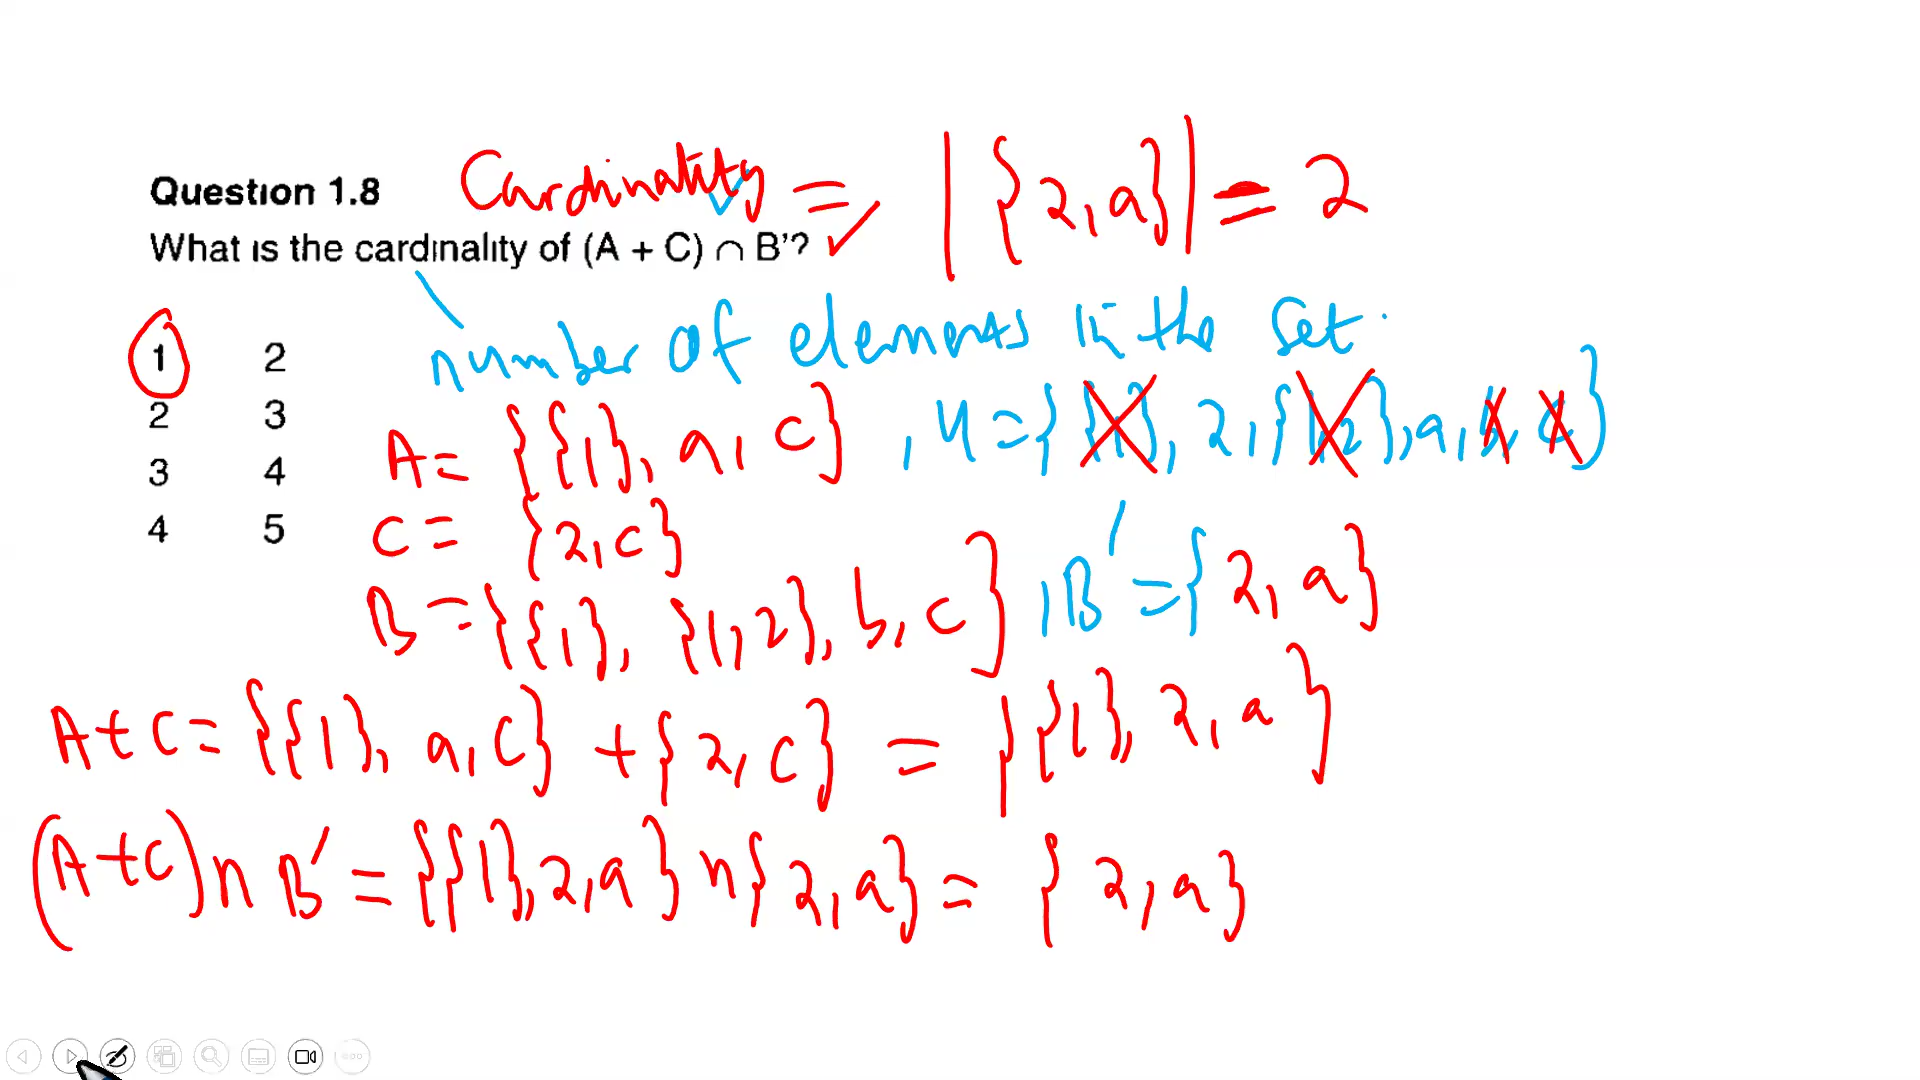 Question 1.8
Cardinality = |{2, a}| = 2
What is the cardinality of (A + C) ∩ B'?
number of elements in the set.
1 2
2 3
3 4
4 5
A = {{1}, a, c}, U = {{1}, 2, {1,2}, a, b, c}
C = {2, c}
B = {{1}, {1,2}, b, c}, B' = {2, a}
A + C = {{1}, a, c} + {2, c} = {{1}, 2, a}
(A + C) ∩ B' = {{1}, 2, a} ∩ {2, a} = {2, a}